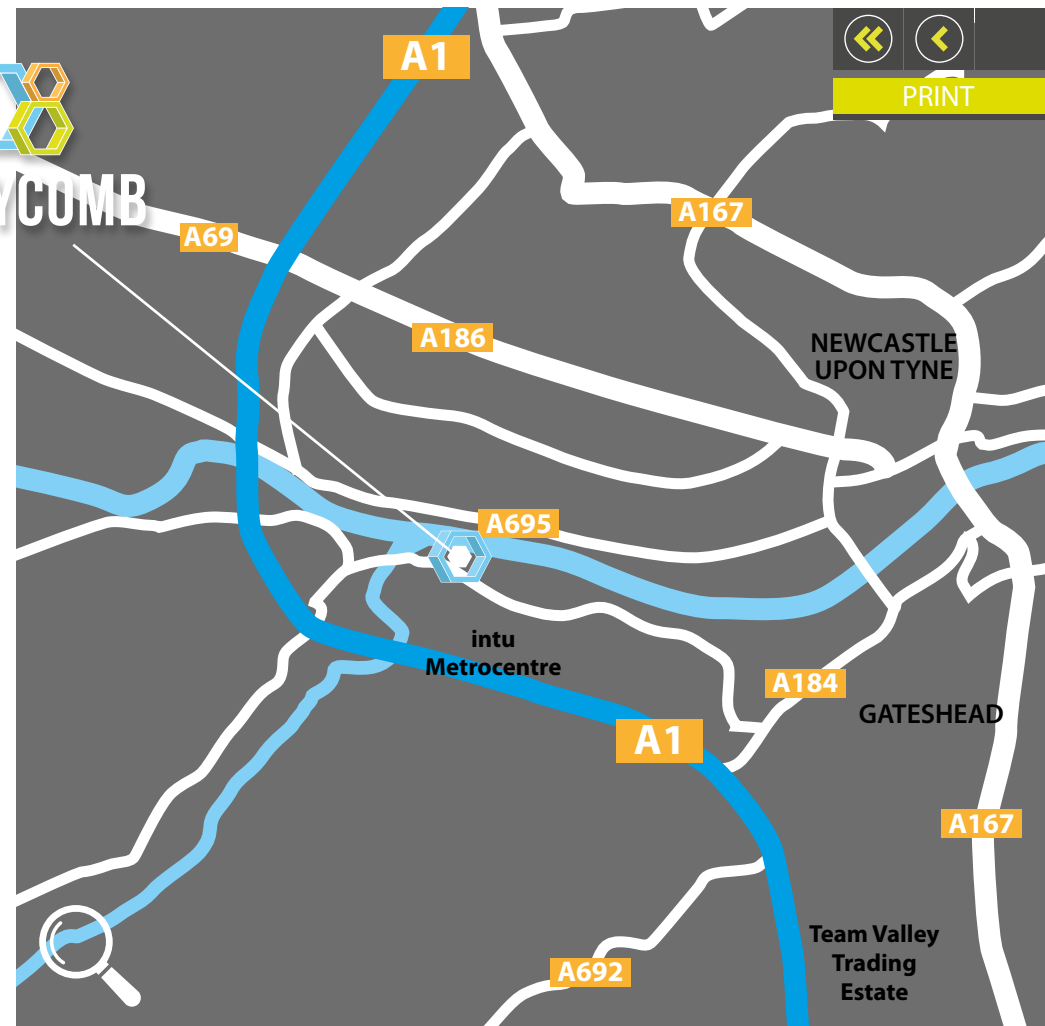 A1
PRINT
YCOMB
A167
A69
A186
NEWCASTLE
UPON TYNE
A695
intu
Metrocentre
A184
GATESHEAD
A1
A167
Team Valley
Trading
Estate
A692